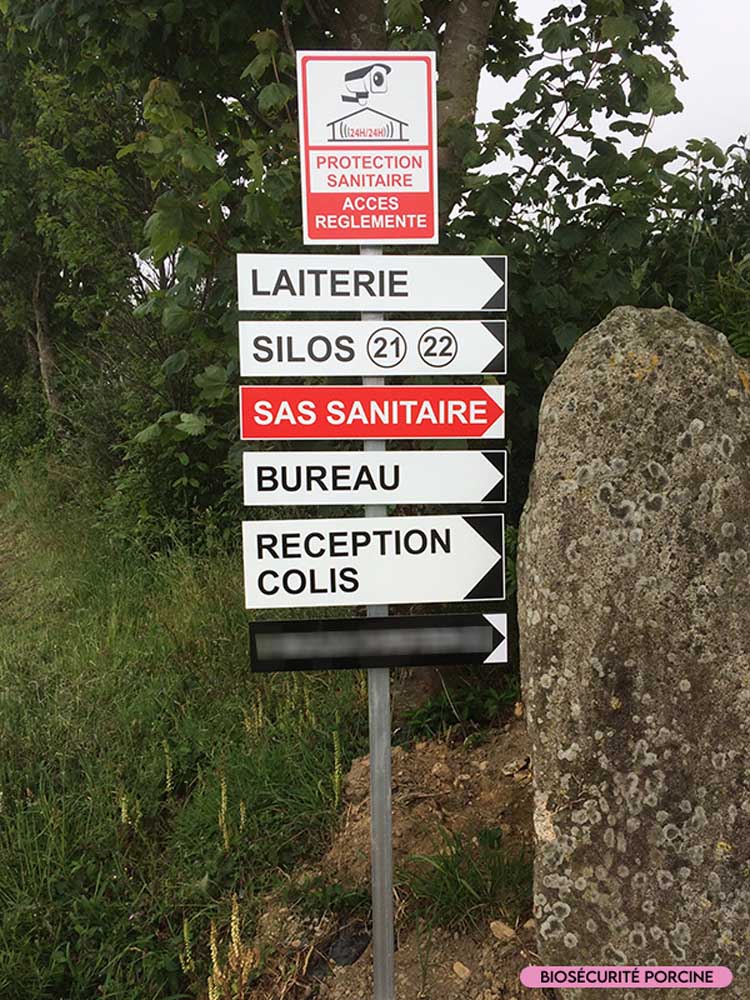 (24H/24H)
PROTECTION
SANITAIRE
ACCES
REGLEMENTE
LAITERIE
SILOS 21 22
SAS SANITAIRE
BUREAU
RECEPTION
COLIS
BIOSÉCURITÉ PORCINE